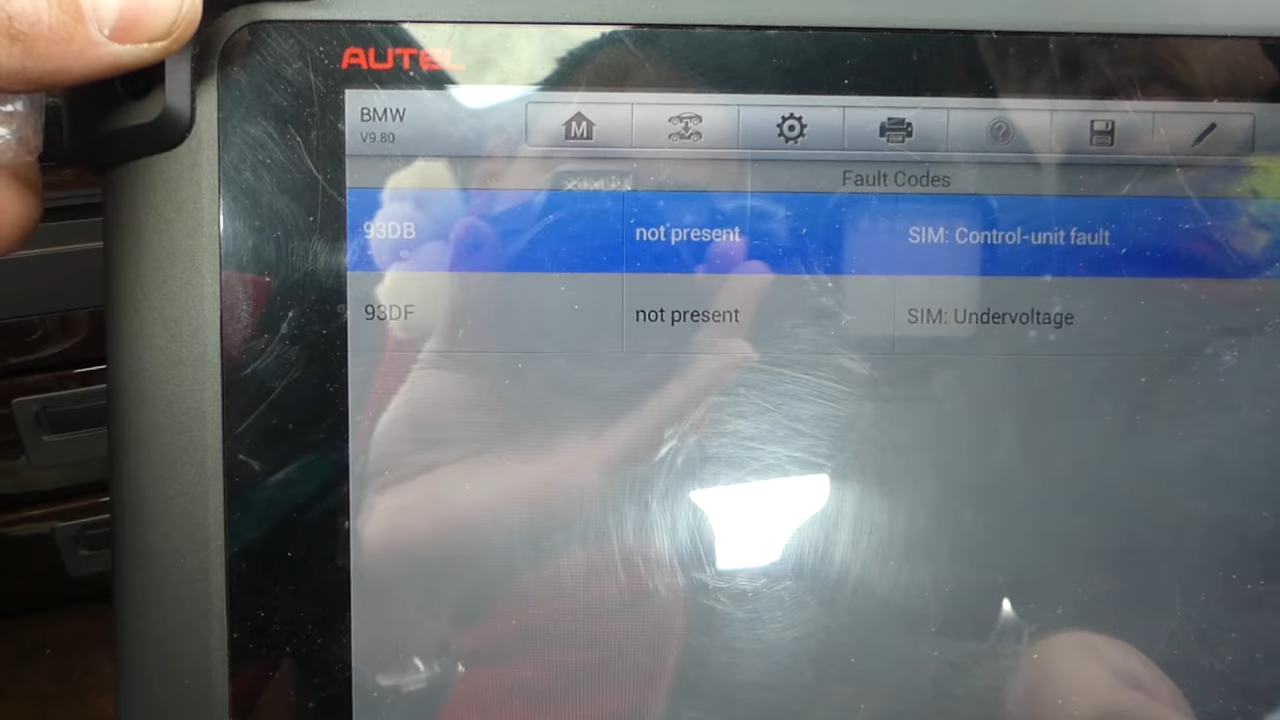 AUTEL
BMW
V9.80
M
Fault Codes
93DB not present SIM: Control-unit fault
93DF not present SIM: Undervoltage